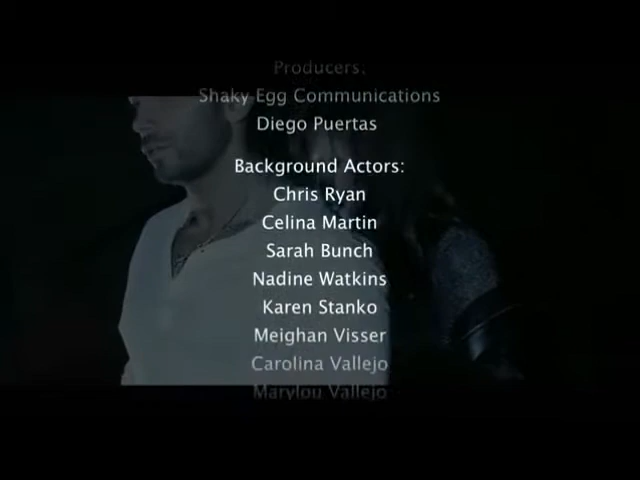 Producers:
Shaky Egg Communications
Diego Puertas
Background Actors:
Chris Ryan
Celina Martin
Sarah Bunch
Nadine Watkins
Karen Stanko
Meighan Visser
Carolina Vallejo
Marylou Vallejo